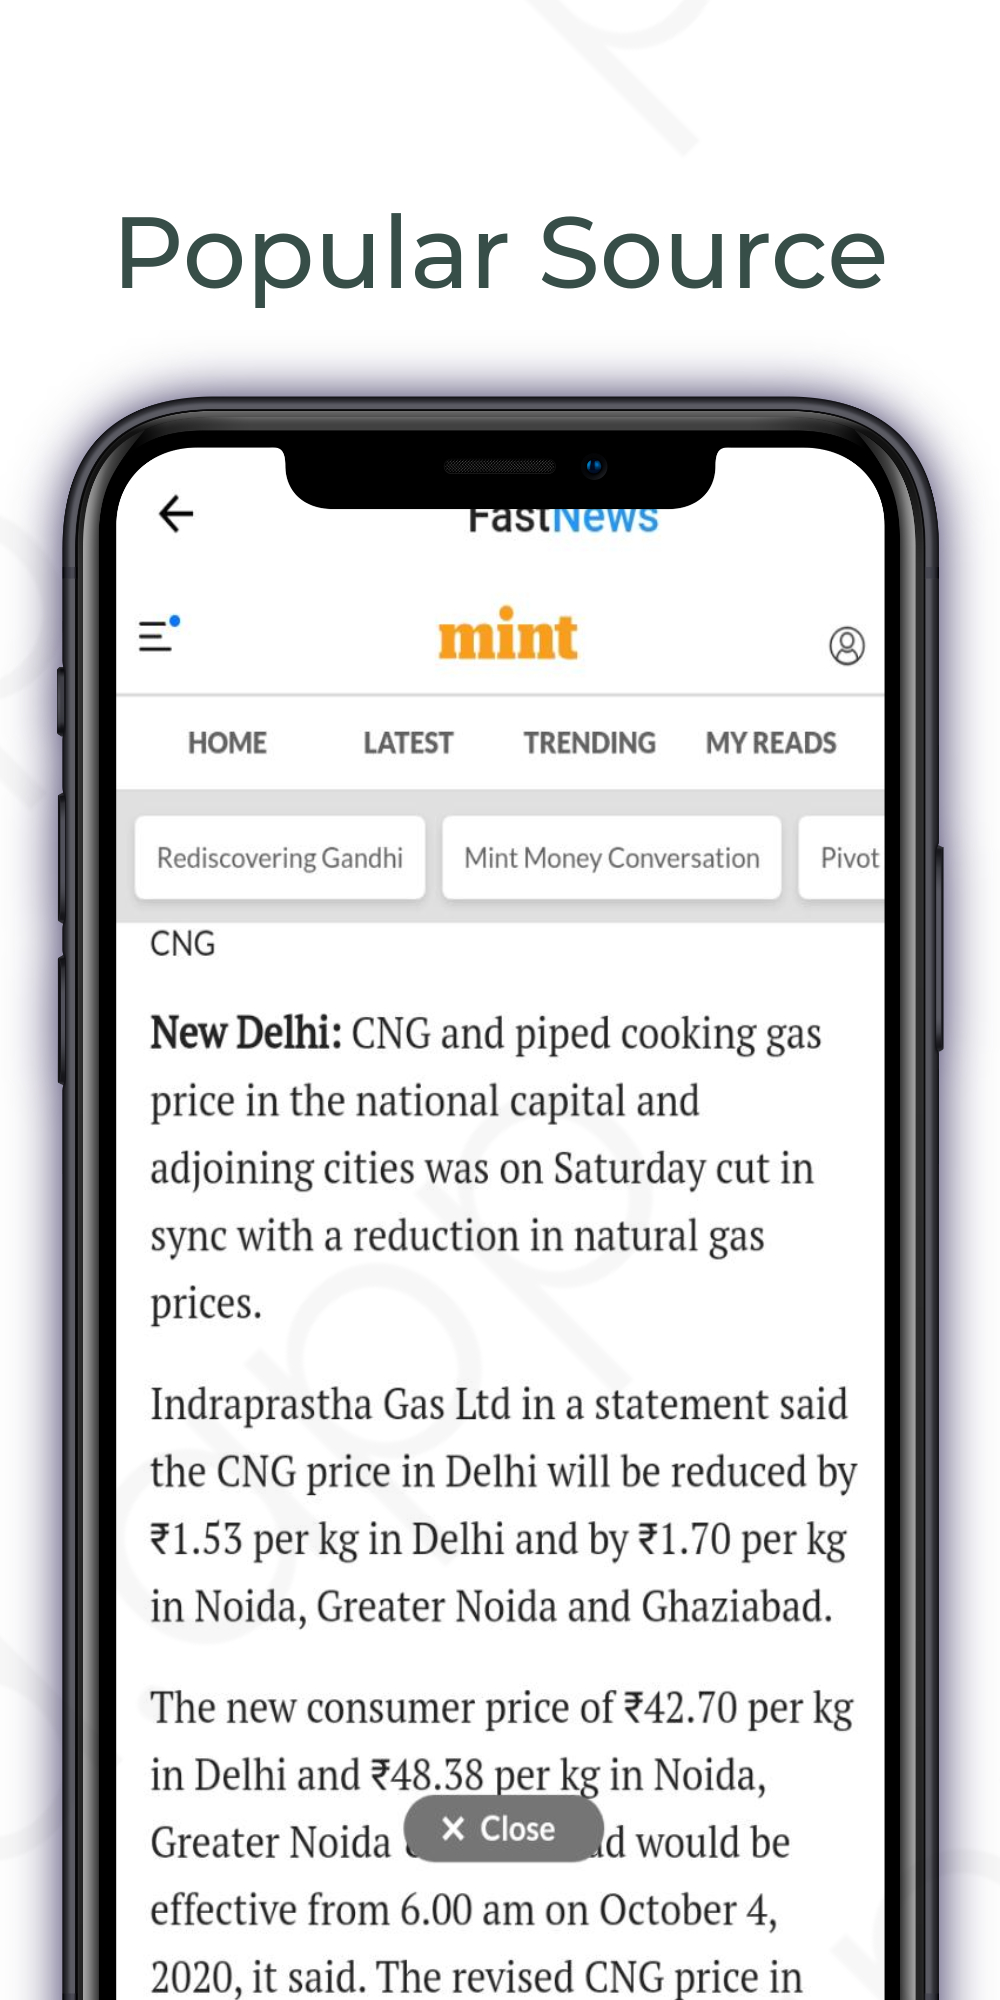 Popular Source
FastNews
mint
HOME LATEST TRENDING MY READS
Rediscovering Gandhi Mint Money Conversation Pivot
CNG
New Delhi: CNG and piped cooking gas
price in the national capital and
adjoining cities was on Saturday cut in
sync with a reduction in natural gas
prices.
Indraprastha Gas Ltd in a statement said
the CNG price in Delhi will be reduced by
₹1.53 per kg in Delhi and by ₹1.70 per kg
in Noida, Greater Noida and Ghaziabad.
The new consumer price of ₹42.70 per kg
in Delhi and ₹48.38 per kg in Noida,
Greater Noida would be
✕ Close
effective from 6.00 am on October 4,
2020, it said. The revised CNG price in